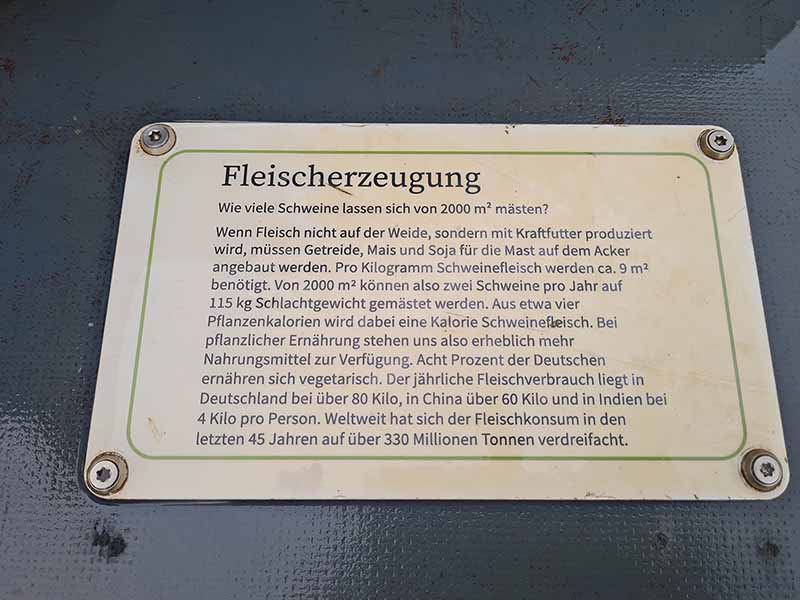 Fleischerzeugung
Wie viele Schweine lassen sich von 2000 m² mästen?
Wenn Fleisch nicht auf der Weide, sondern mit Kraftfutter produziert
wird, müssen Getreide, Mais und Soja für die Mast auf dem Acker
angebaut werden. Pro Kilogramm Schweinefleisch werden ca. 9 m²
benötigt. Von 2000 m² können also zwei Schweine pro Jahr auf
115 kg Schlachtgewicht gemästet werden. Aus etwa vier
Pflanzenkalorien wird dabei eine Kalorie Schweinefleisch. Bei
pflanzlicher Ernährung stehen uns also erheblich mehr
Nahrungsmittel zur Verfügung. Acht Prozent der Deutschen
ernähren sich vegetarisch. Der jährliche Fleischverbrauch liegt in
Deutschland bei über 80 Kilo, in China über 60 Kilo und in Indien bei
4 Kilo pro Person. Weltweit hat sich der Fleischkonsum in den
letzten 45 Jahren auf über 330 Millionen Tonnen verdreifacht.